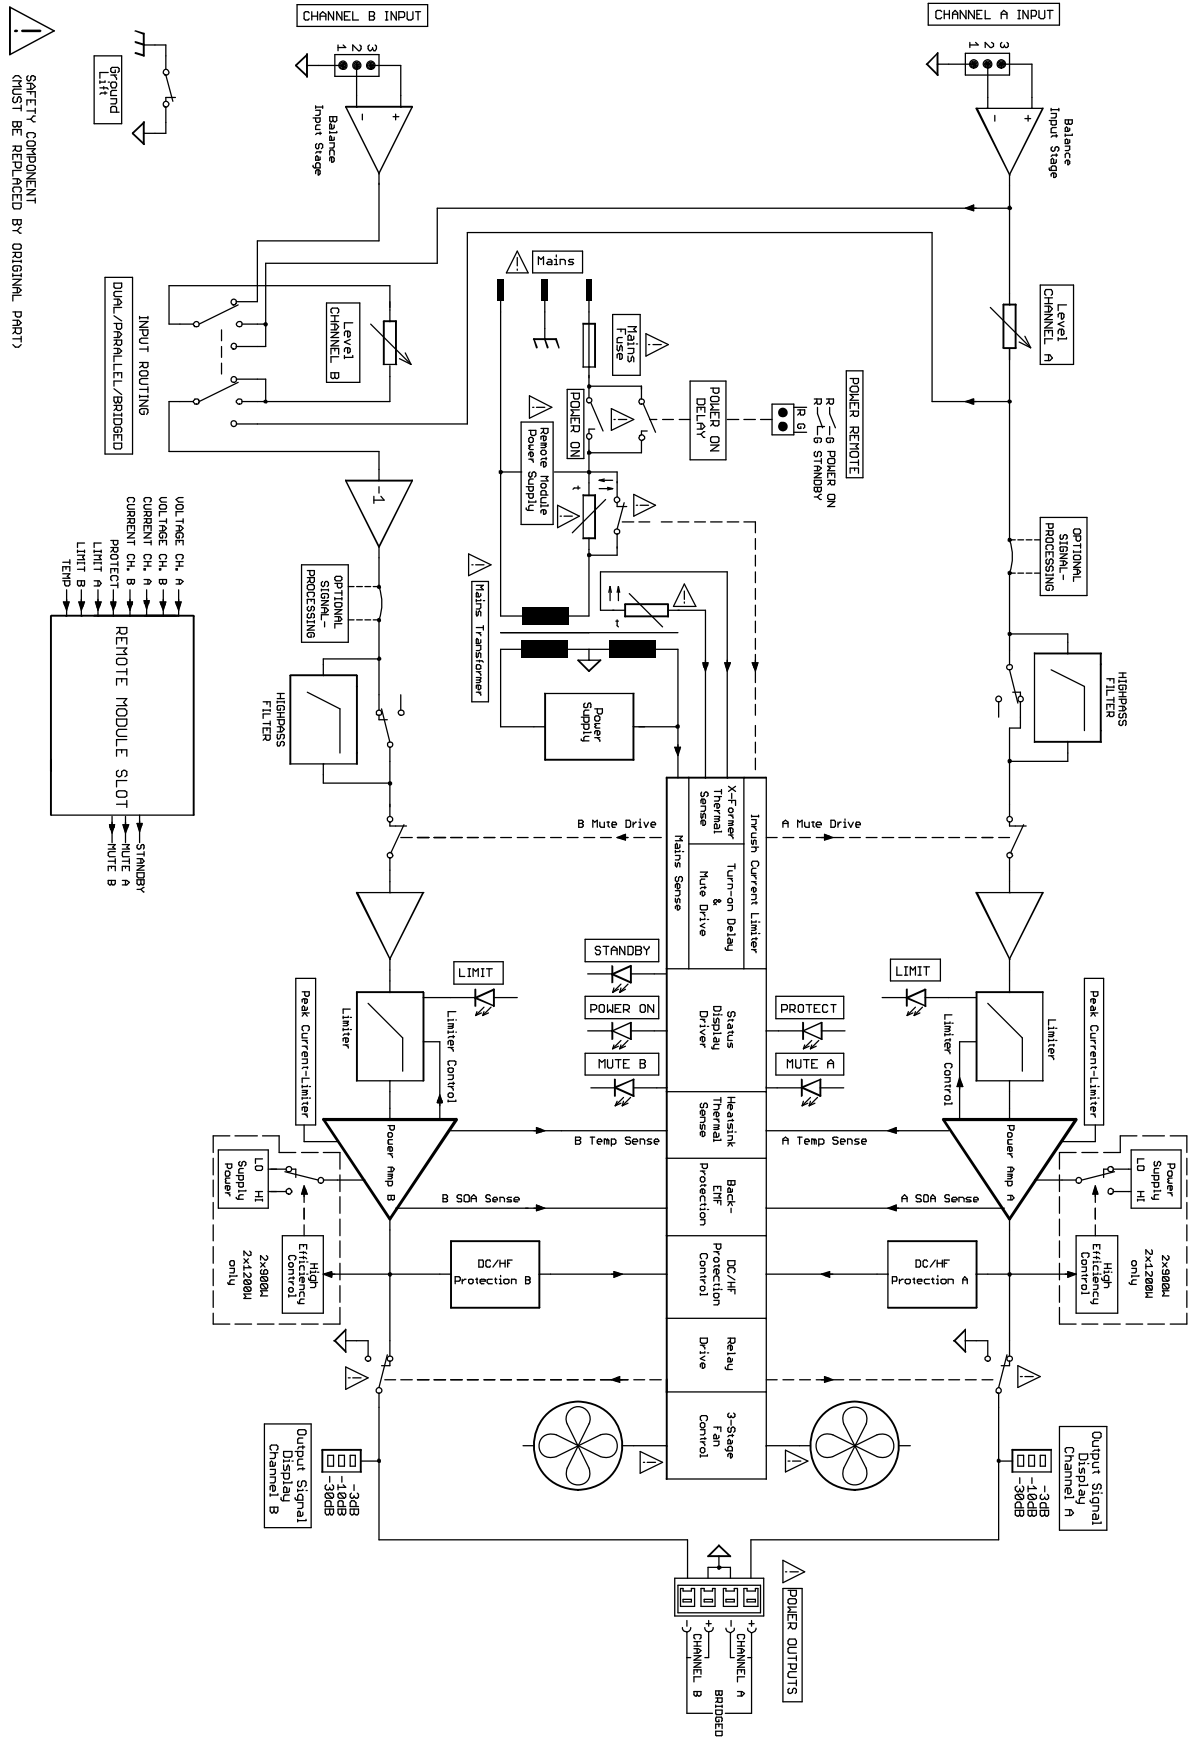 CHANNEL B INPUT
CHANNEL A INPUT
1 2 3
1 2 3
SAFETY COMPONENT
(MUST BE REPLACED BY ORIGINAL PART)
Ground
Lift
Balance
Input Stage
- +
Balance
Input Stage
- +
Mains
Mains
Fuse
Level
CHANNEL A
Level
CHANNEL B
INPUT ROUTING
DUAL/PARALLEL/BRIDGED
POWER ON
POWER ON
DELAY
POWER REMOTE
R G POWER ON
R G STANDBY
R G
Remote Module
Power Supply
t
t
-1
OPTIONAL
SIGNAL-
PROCESSING
OPTIONAL
SIGNAL-
PROCESSING
Mains Transformer
Power
Supply
HIGHPASS
FILTER
HIGHPASS
FILTER
VOLTAGE CH. A
VOLTAGE CH. B
CURRENT CH. A
CURRENT CH. B
PROTECT
LIMIT A
LIMIT B
TEMP
REMOTE MODULE SLOT
STANDBY
MUTE A
MUTE B
B Mute Drive
A Mute Drive
Inrush Current Limiter
X-Former
Thermal
Sense
Turn-on Delay
&
Mute Drive
Mains Sense
STANDBY
POWER ON
MUTE B
PROTECT
MUTE A
Status
Display
Driver
LIMIT
LIMIT
Limiter
Limiter
Limiter Control
Limiter Control
Peak Current-Limiter
Peak Current-Limiter
Heatsink
Thermal
Sense
B Temp Sense
A Temp Sense
Power Amp B
Power Amp A
Back-
EMF
Protection
B SOA Sense
A SOA Sense
Power
Supply
LO HI
Power
Supply
LO HI
High
Efficiency
Control
High
Efficiency
Control
2x900W
2x1200W
only
2x900W
2x1200W
only
DC/HF
Protection B
DC/HF
Protection A
DC/HF
Protection
Control
Relay
Drive
3-Stage
Fan
Control
Output Signal
Display
Channel B
-3dB
-10dB
-30dB
Output Signal
Display
Channel A
-3dB
-10dB
-30dB
POWER OUTPUTS
+
-
CHANNEL A
+
-
CHANNEL B
BRIDGED